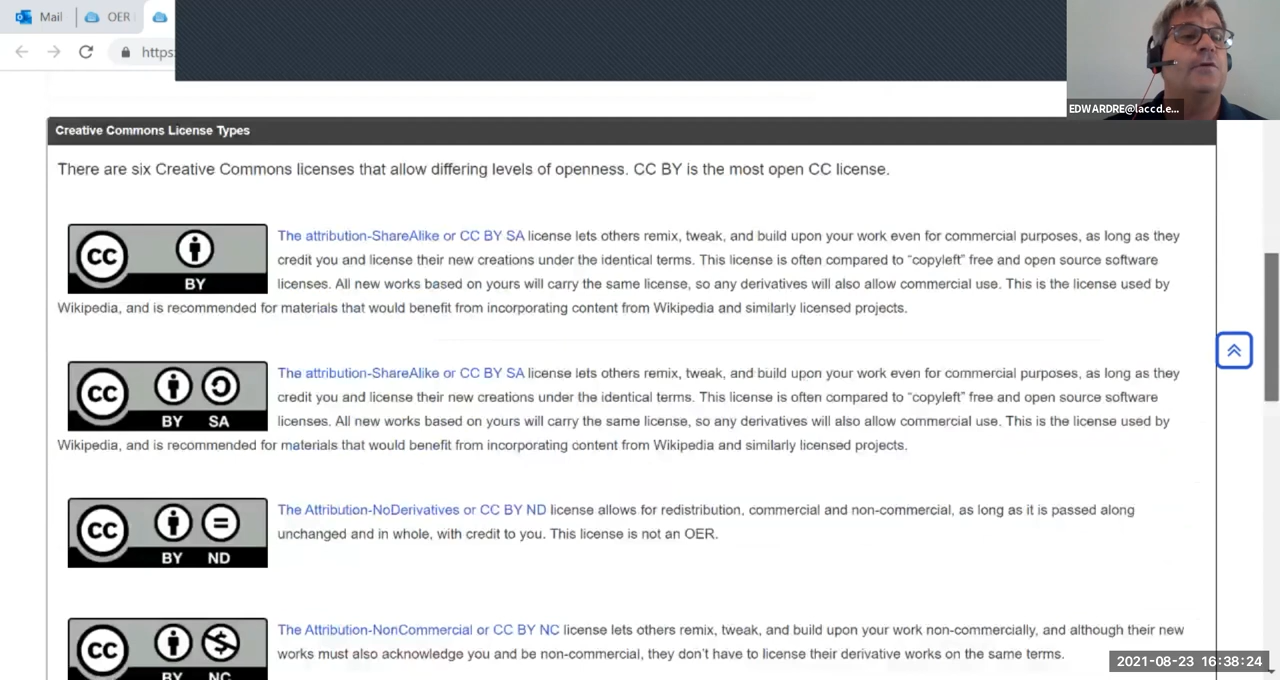 Mail
OER
https:
EDWARDRE@laccd.e...
Creative Commons License Types
There are six Creative Commons licenses that allow differing levels of openness. CC BY is the most open CC license.
CC
BY
The attribution-ShareAlike or CC BY SA license lets others remix, tweak, and build upon your work even for commercial purposes, as long as they
credit you and license their new creations under the identical terms. This license is often compared to “copyleft” free and open source software
licenses. All new works based on yours will carry the same license, so any derivatives will also allow commercial use. This is the license used by
Wikipedia, and is recommended for materials that would benefit from incorporating content from Wikipedia and similarly licensed projects.
CC
BY SA
The attribution-ShareAlike or CC BY SA license lets others remix, tweak, and build upon your work even for commercial purposes, as long as they
credit you and license their new creations under the identical terms. This license is often compared to “copyleft” free and open source software
licenses. All new works based on yours will carry the same license, so any derivatives will also allow commercial use. This is the license used by
Wikipedia, and is recommended for materials that would benefit from incorporating content from Wikipedia and similarly licensed projects.
CC
BY ND
The Attribution-NoDerivatives or CC BY ND license allows for redistribution, commercial and non-commercial, as long as it is passed along
unchanged and in whole, with credit to you. This license is not an OER.
CC
BY NC
The Attribution-NonCommercial or CC BY NC license lets others remix, tweak, and build upon your work non-commercially, and although their new
works must also acknowledge you and be non-commercial, they don’t have to license their derivative works on the same terms.
2021-08-23 16:38:24